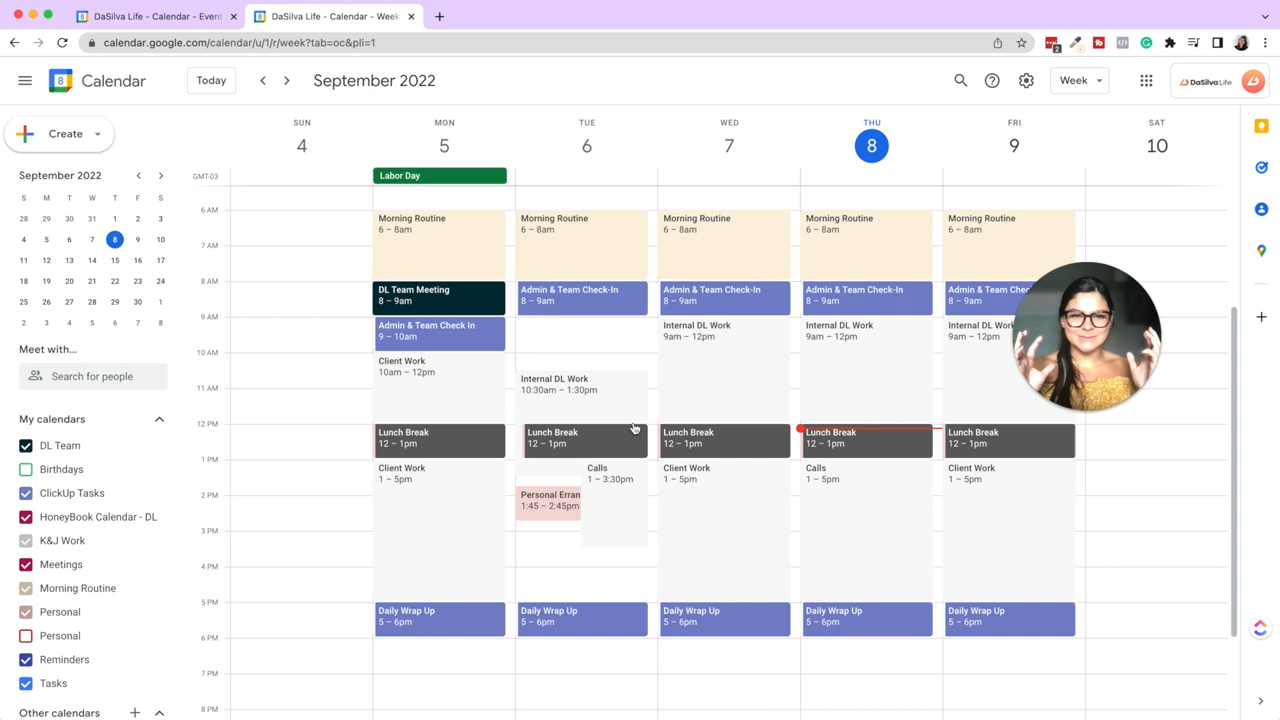 DaSilva Life - Calendar - Event
DaSilva Life - Calendar - Week
calendar.google.com/calendar/u/1/r/week?tab=oc&pli=1
2
8
Calendar
Today
September 2022
Week
DaSilva Life
Create
SUN
MON
TUE
WED
THU
FRI
SAT
4
5
6
7
8
9
10
GMT-03
Labor Day
September 2022
S M T W T F S
28 29 30 31 1 2 3
4 5 6 7 8 9 10
11 12 13 14 15 16 17
18 19 20 21 22 23 24
25 26 27 28 29 30 1
2 3 4 5 6 7 8
Meet with...
Search for people
My calendars
DL Team
Birthdays
ClickUp Tasks
HoneyBook Calendar - DL
K&J Work
Meetings
Morning Routine
Personal
Personal
Reminders
Tasks
Other calendars
6 AM
7 AM
8 AM
9 AM
10 AM
11 AM
12 PM
1 PM
2 PM
3 PM
4 PM
5 PM
6 PM
7 PM
8 PM
Morning Routine
6 – 8am
DL Team Meeting
8 – 9am
Admin & Team Check In
9 – 10am
Client Work
10am – 12pm
Lunch Break
12 – 1pm
Client Work
1 – 5pm
Daily Wrap Up
5 – 6pm
Morning Routine
6 – 8am
Admin & Team Check-In
8 – 9am
Internal DL Work
10:30am – 1:30pm
Lunch Break
12 – 1pm
Calls
1 – 3:30pm
Personal Erran
1:45 – 2:45pm
Daily Wrap Up
5 – 6pm
Morning Routine
6 – 8am
Admin & Team Check-In
8 – 9am
Internal DL Work
9am – 12pm
Lunch Break
12 – 1pm
Client Work
1 – 5pm
Daily Wrap Up
5 – 6pm
Morning Routine
6 – 8am
Admin & Team Check-In
8 – 9am
Internal DL Work
9am – 12pm
Lunch Break
12 – 1pm
Calls
1 – 5pm
Daily Wrap Up
5 – 6pm
Morning Routine
6 – 8am
Admin & Team Che
8 – 9am
Internal DL Work
9am – 12pm
Lunch Break
12 – 1pm
Client Work
1 – 5pm
Daily Wrap Up
5 – 6pm